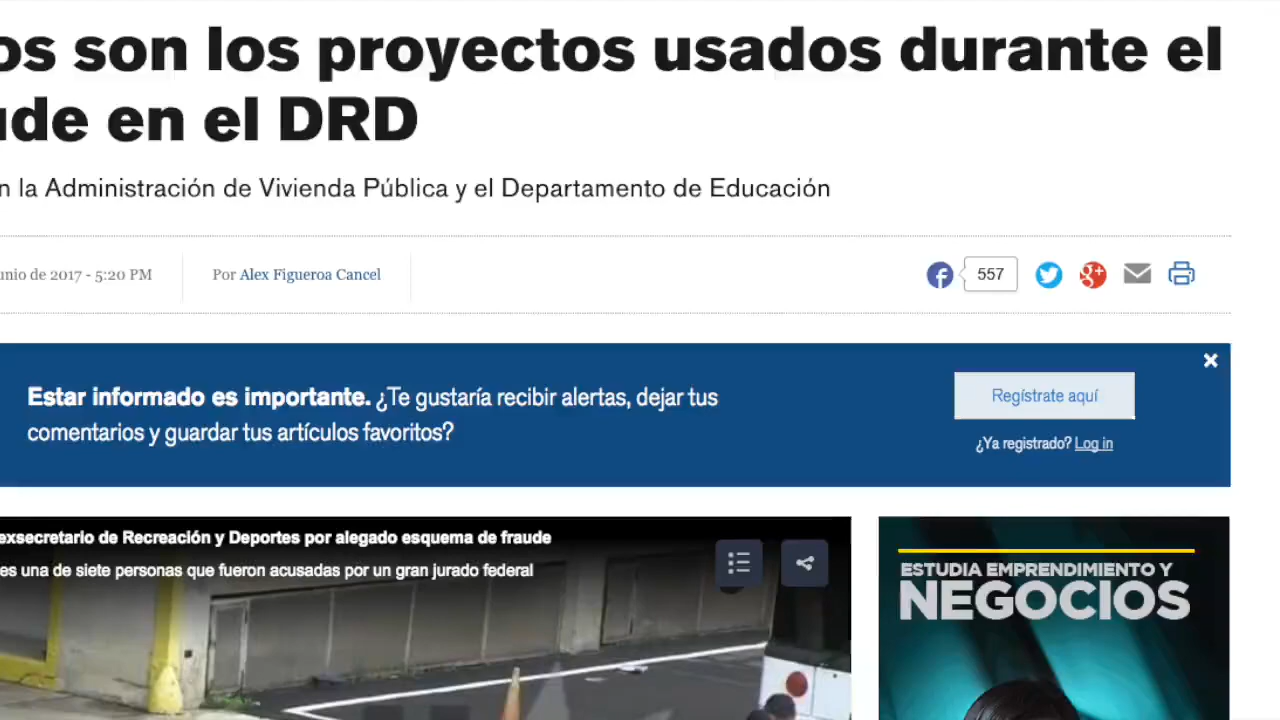 os son los proyectos usados durante el
ude en el DRD
n la Administración de Vivienda Pública y el Departamento de Educación
unio de 2017 - 5:20 PM
Por Alex Figueroa Cancel
557
Estar informado es importante. ¿Te gustaría recibir alertas, dejar tus
comentarios y guardar tus artículos favoritos?
Regístrate aquí
¿Ya registrado? Log in
exsecretario de Recreación y Deportes por alegado esquema de fraude
es una de siete personas que fueron acusadas por un gran jurado federal
ESTUDIA EMPRENDIMIENTO Y
NEGOCIOS